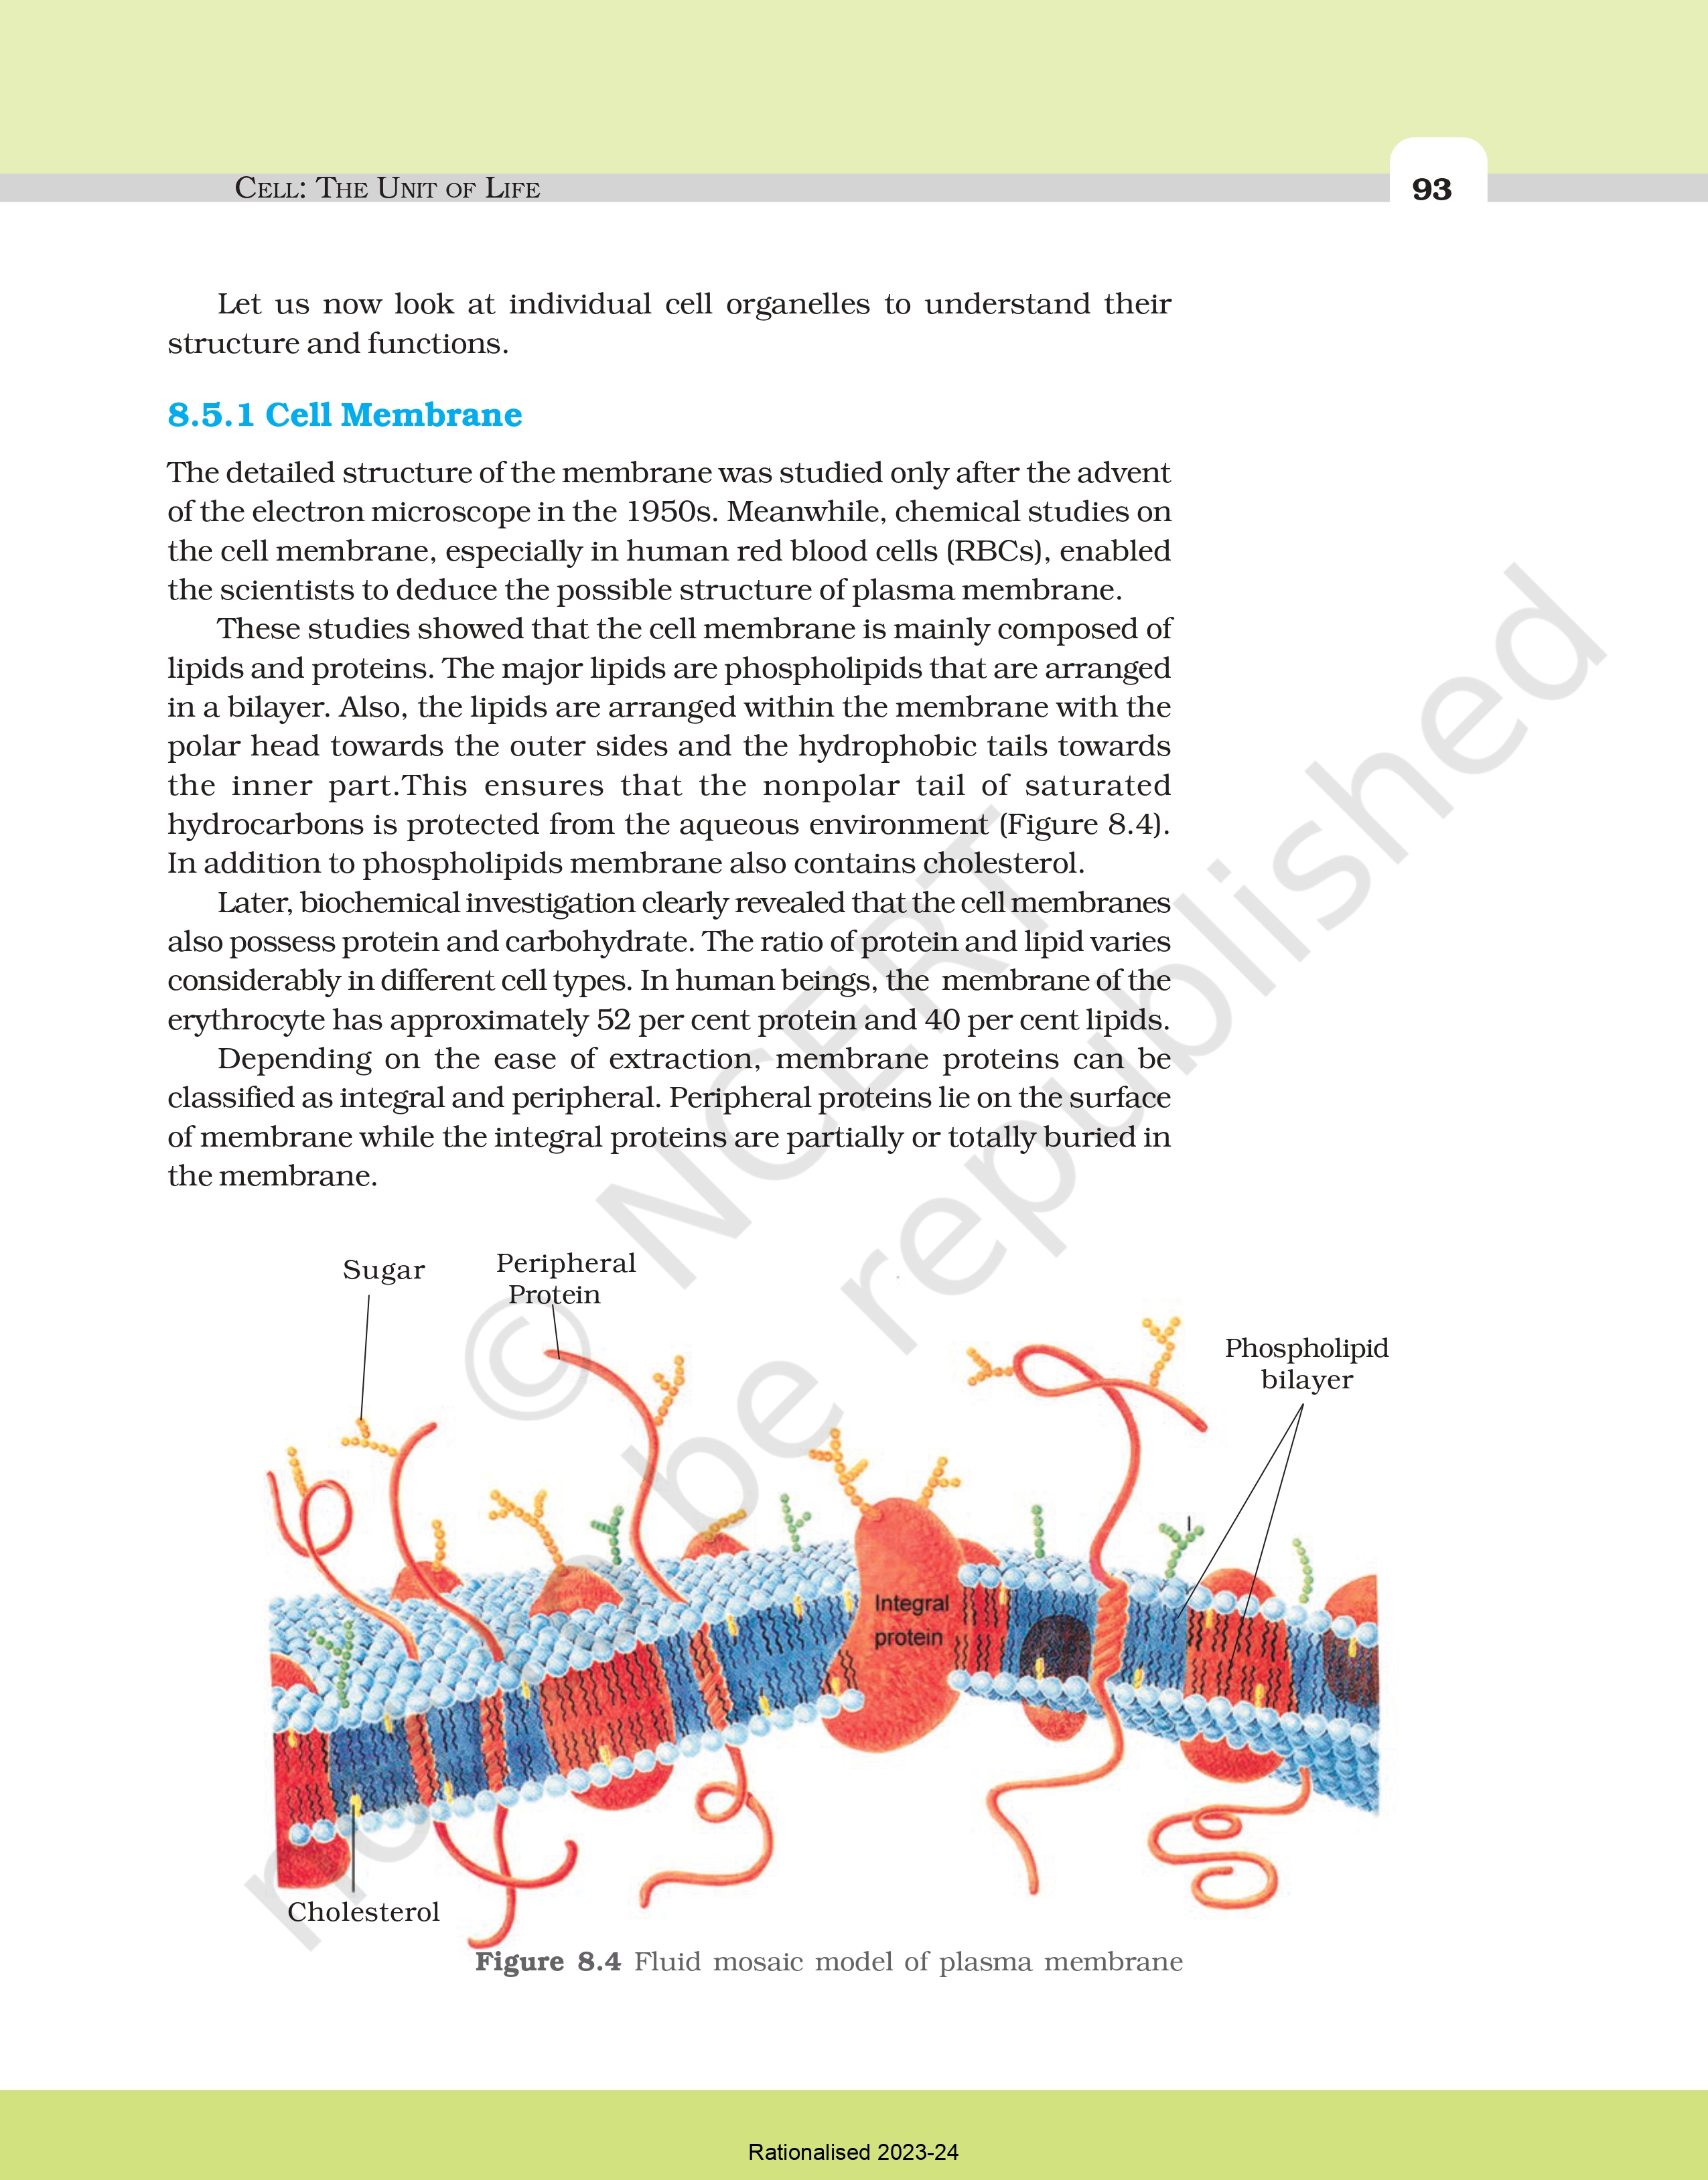 CELL: THE UNIT OF LIFE
93
Let us now look at individual cell organelles to understand their
structure and functions.
8.5.1 Cell Membrane
The detailed structure of the membrane was studied only after the advent
of the electron microscope in the 1950s. Meanwhile, chemical studies on
the cell membrane, especially in human red blood cells (RBCs), enabled
the scientists to deduce the possible structure of plasma membrane.
These studies showed that the cell membrane is mainly composed of
lipids and proteins. The major lipids are phospholipids that are arranged
in a bilayer. Also, the lipids are arranged within the membrane with the
polar head towards the outer sides and the hydrophobic tails towards
the inner part.This ensures that the nonpolar tail of saturated
hydrocarbons is protected from the aqueous environment (Figure 8.4).
In addition to phospholipids membrane also contains cholesterol.
Later, biochemical investigation clearly revealed that the cell membranes
also possess protein and carbohydrate. The ratio of protein and lipid varies
considerably in different cell types. In human beings, the membrane of the
erythrocyte has approximately 52 per cent protein and 40 per cent lipids.
Depending on the ease of extraction, membrane proteins can be
classified as integral and peripheral. Peripheral proteins lie on the surface
of membrane while the integral proteins are partially or totally buried in
the membrane.
Sugar
Peripheral
Protein
Phospholipid
bilayer
Integral
protein
Cholesterol
Figure 8.4 Fluid mosaic model of plasma membrane
© NCERT
not be republished
Rationalised 2023-24